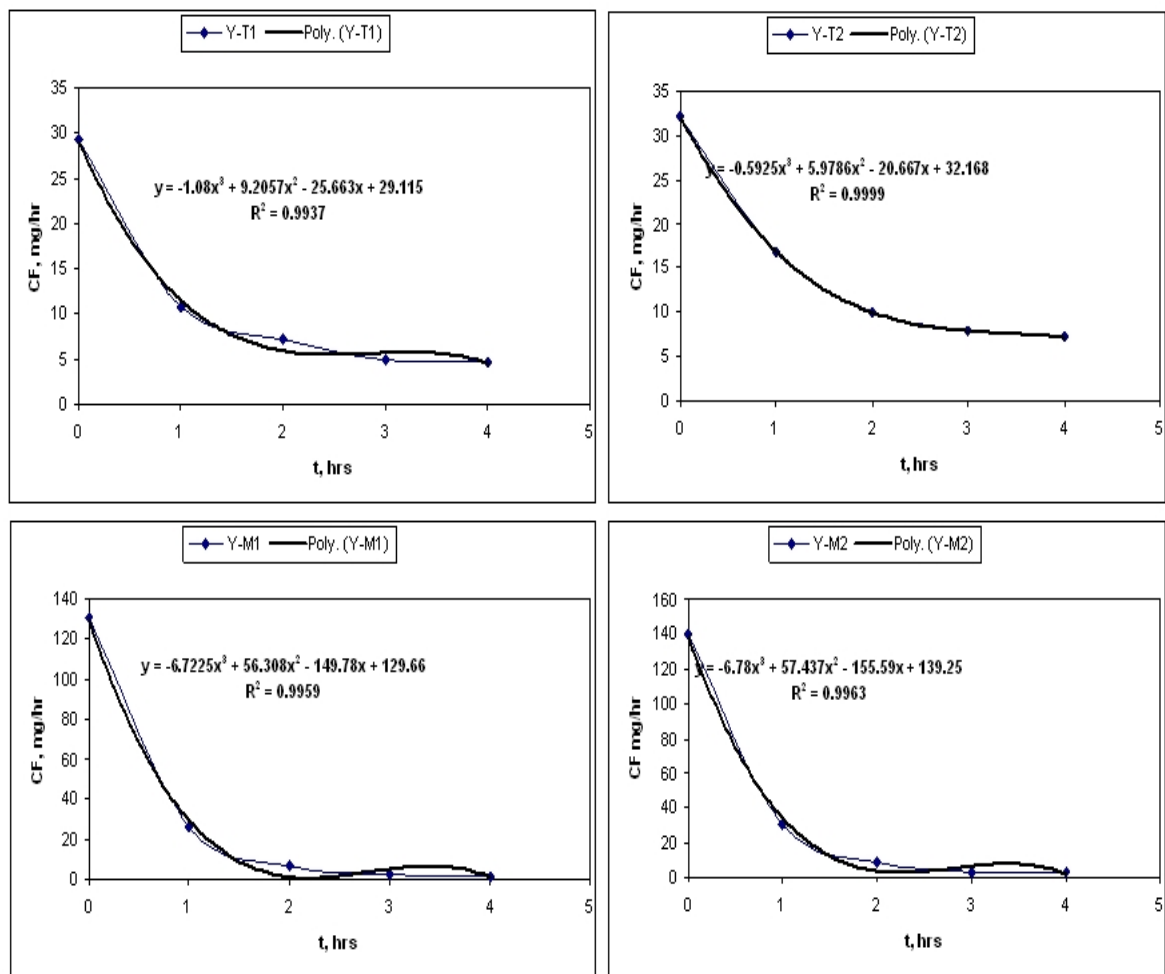 Y-T1 Poly. (Y-T1)
CF, mg/hr
35
30
25
20
15
10
5
0
y = -1.08x³ + 9.2057x² - 25.663x + 29.115
R² = 0.9937
0 1 2 3 4 5
t, hrs
Y-T2 Poly. (Y-T2)
CF, mg/hr
35
30
25
20
15
10
5
0
y = -0.5925x³ + 5.9786x² - 20.667x + 32.168
R² = 0.9999
0 1 2 3 4 5
t, hrs
Y-M1 Poly. (Y-M1)
CF, mg/hr
140
120
100
80
60
40
20
0
y = -6.7225x³ + 56.308x² - 149.78x + 129.66
R² = 0.9959
0 1 2 3 4 5
t, hrs
Y-M2 Poly. (Y-M2)
CF mg/hr
160
140
120
100
80
60
40
20
0
y = -6.78x³ + 57.437x² - 155.59x + 139.25
R² = 0.9963
0 1 2 3 4 5
t, hrs